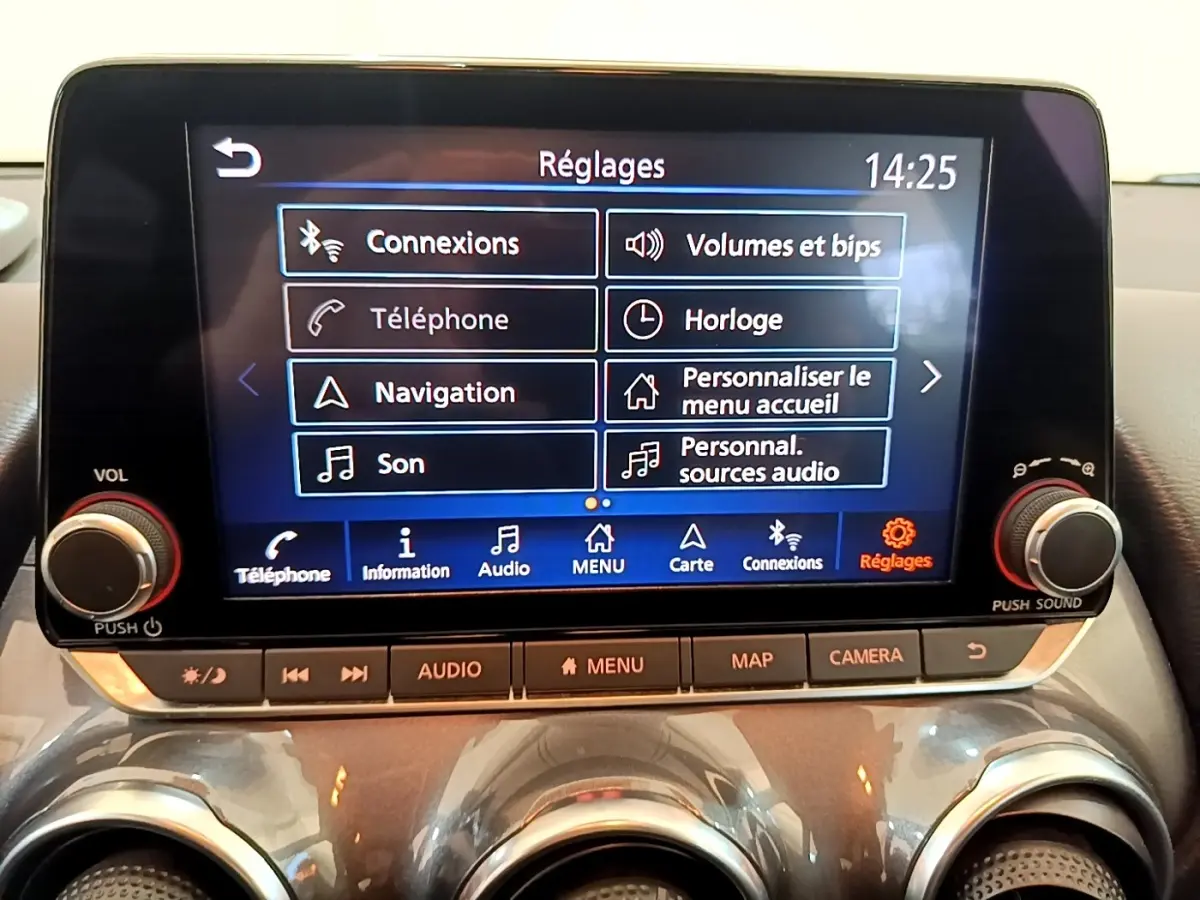 Réglages
14:25
Connexions
Volumes et bips
Téléphone
Horloge
Navigation
Personnaliser le
menu accueil
Son
Personnal.
sources audio
Téléphone
Information
Audio
MENU
Carte
Connexions
Réglages
VOL
PUSH
PUSH SOUND
AUDIO
MENU
MAP
CAMERA